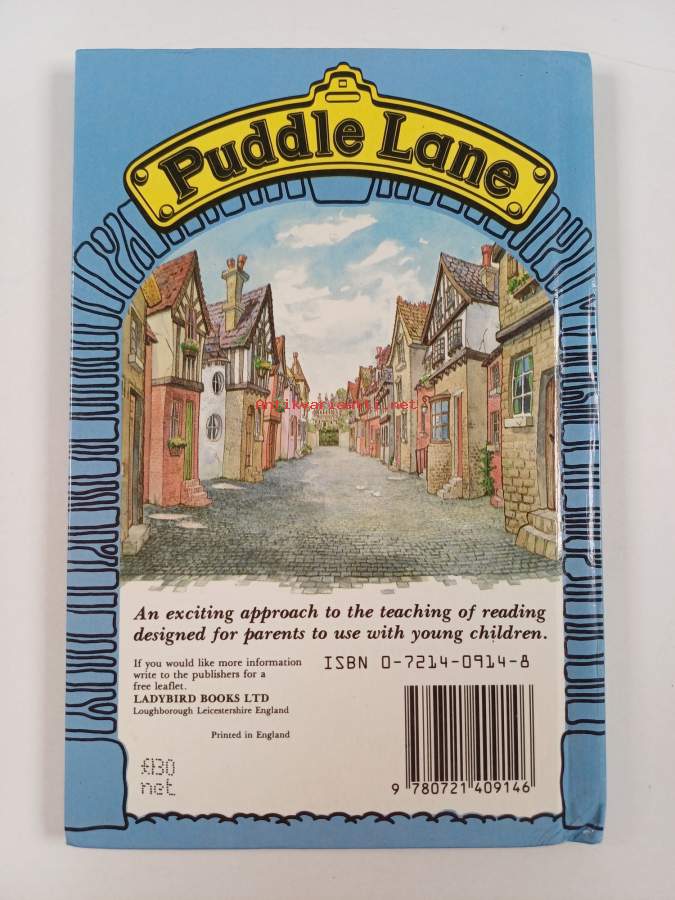 Puddle Lane
antikvariaatti.net
An exciting approach to the teaching of reading
designed for parents to use with young children.
If you would like more information
write to the publishers for a
free leaflet.
LADYBIRD BOOKS LTD
Loughborough Leicestershire England
Printed in England
£1.30
net
ISBN 0-7214-0914-8
9 780721 409146